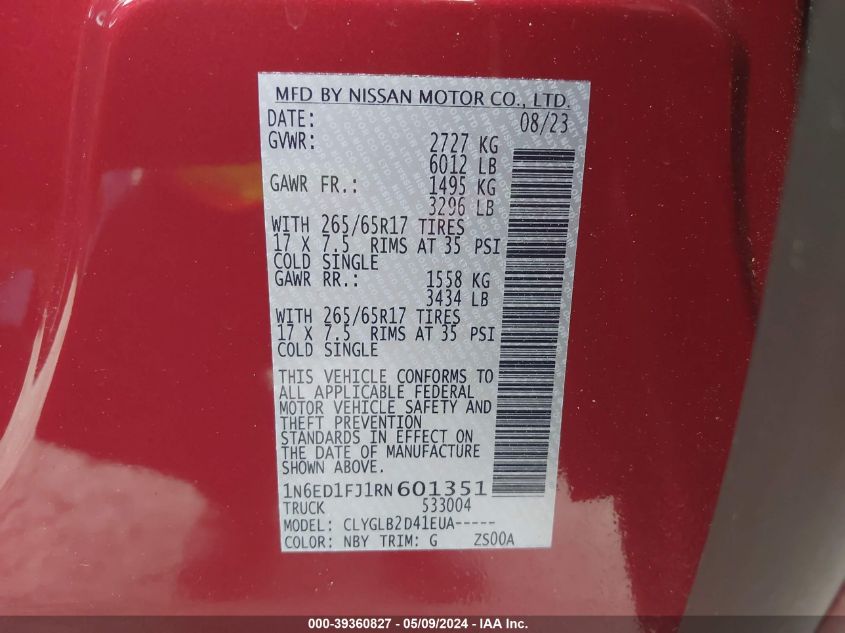 MFD BY NISSAN MOTOR CO., LTD.
DATE: 08/23
GVWR: 2727 KG
6012 LB
GAWR FR.: 1495 KG
3296 LB
WITH 265/65R17 TIRES
17 X 7.5 RIMS AT 35 PSI
COLD SINGLE
GAWR RR.: 1558 KG
3434 LB
WITH 265/65R17 TIRES
17 X 7.5 RIMS AT 35 PSI
COLD SINGLE
THIS VEHICLE CONFORMS TO
ALL APPLICABLE FEDERAL
MOTOR VEHICLE SAFETY AND
THEFT PREVENTION
STANDARDS IN EFFECT ON
THE DATE OF MANUFACTURE
SHOWN ABOVE.
1N6ED1FJ1RN601351
TRUCK 533004
MODEL: CLYGLB2D41EUA-----
COLOR: NBY TRIM: G ZS00A
000-39360827 - 05/09/2024 - IAA Inc.